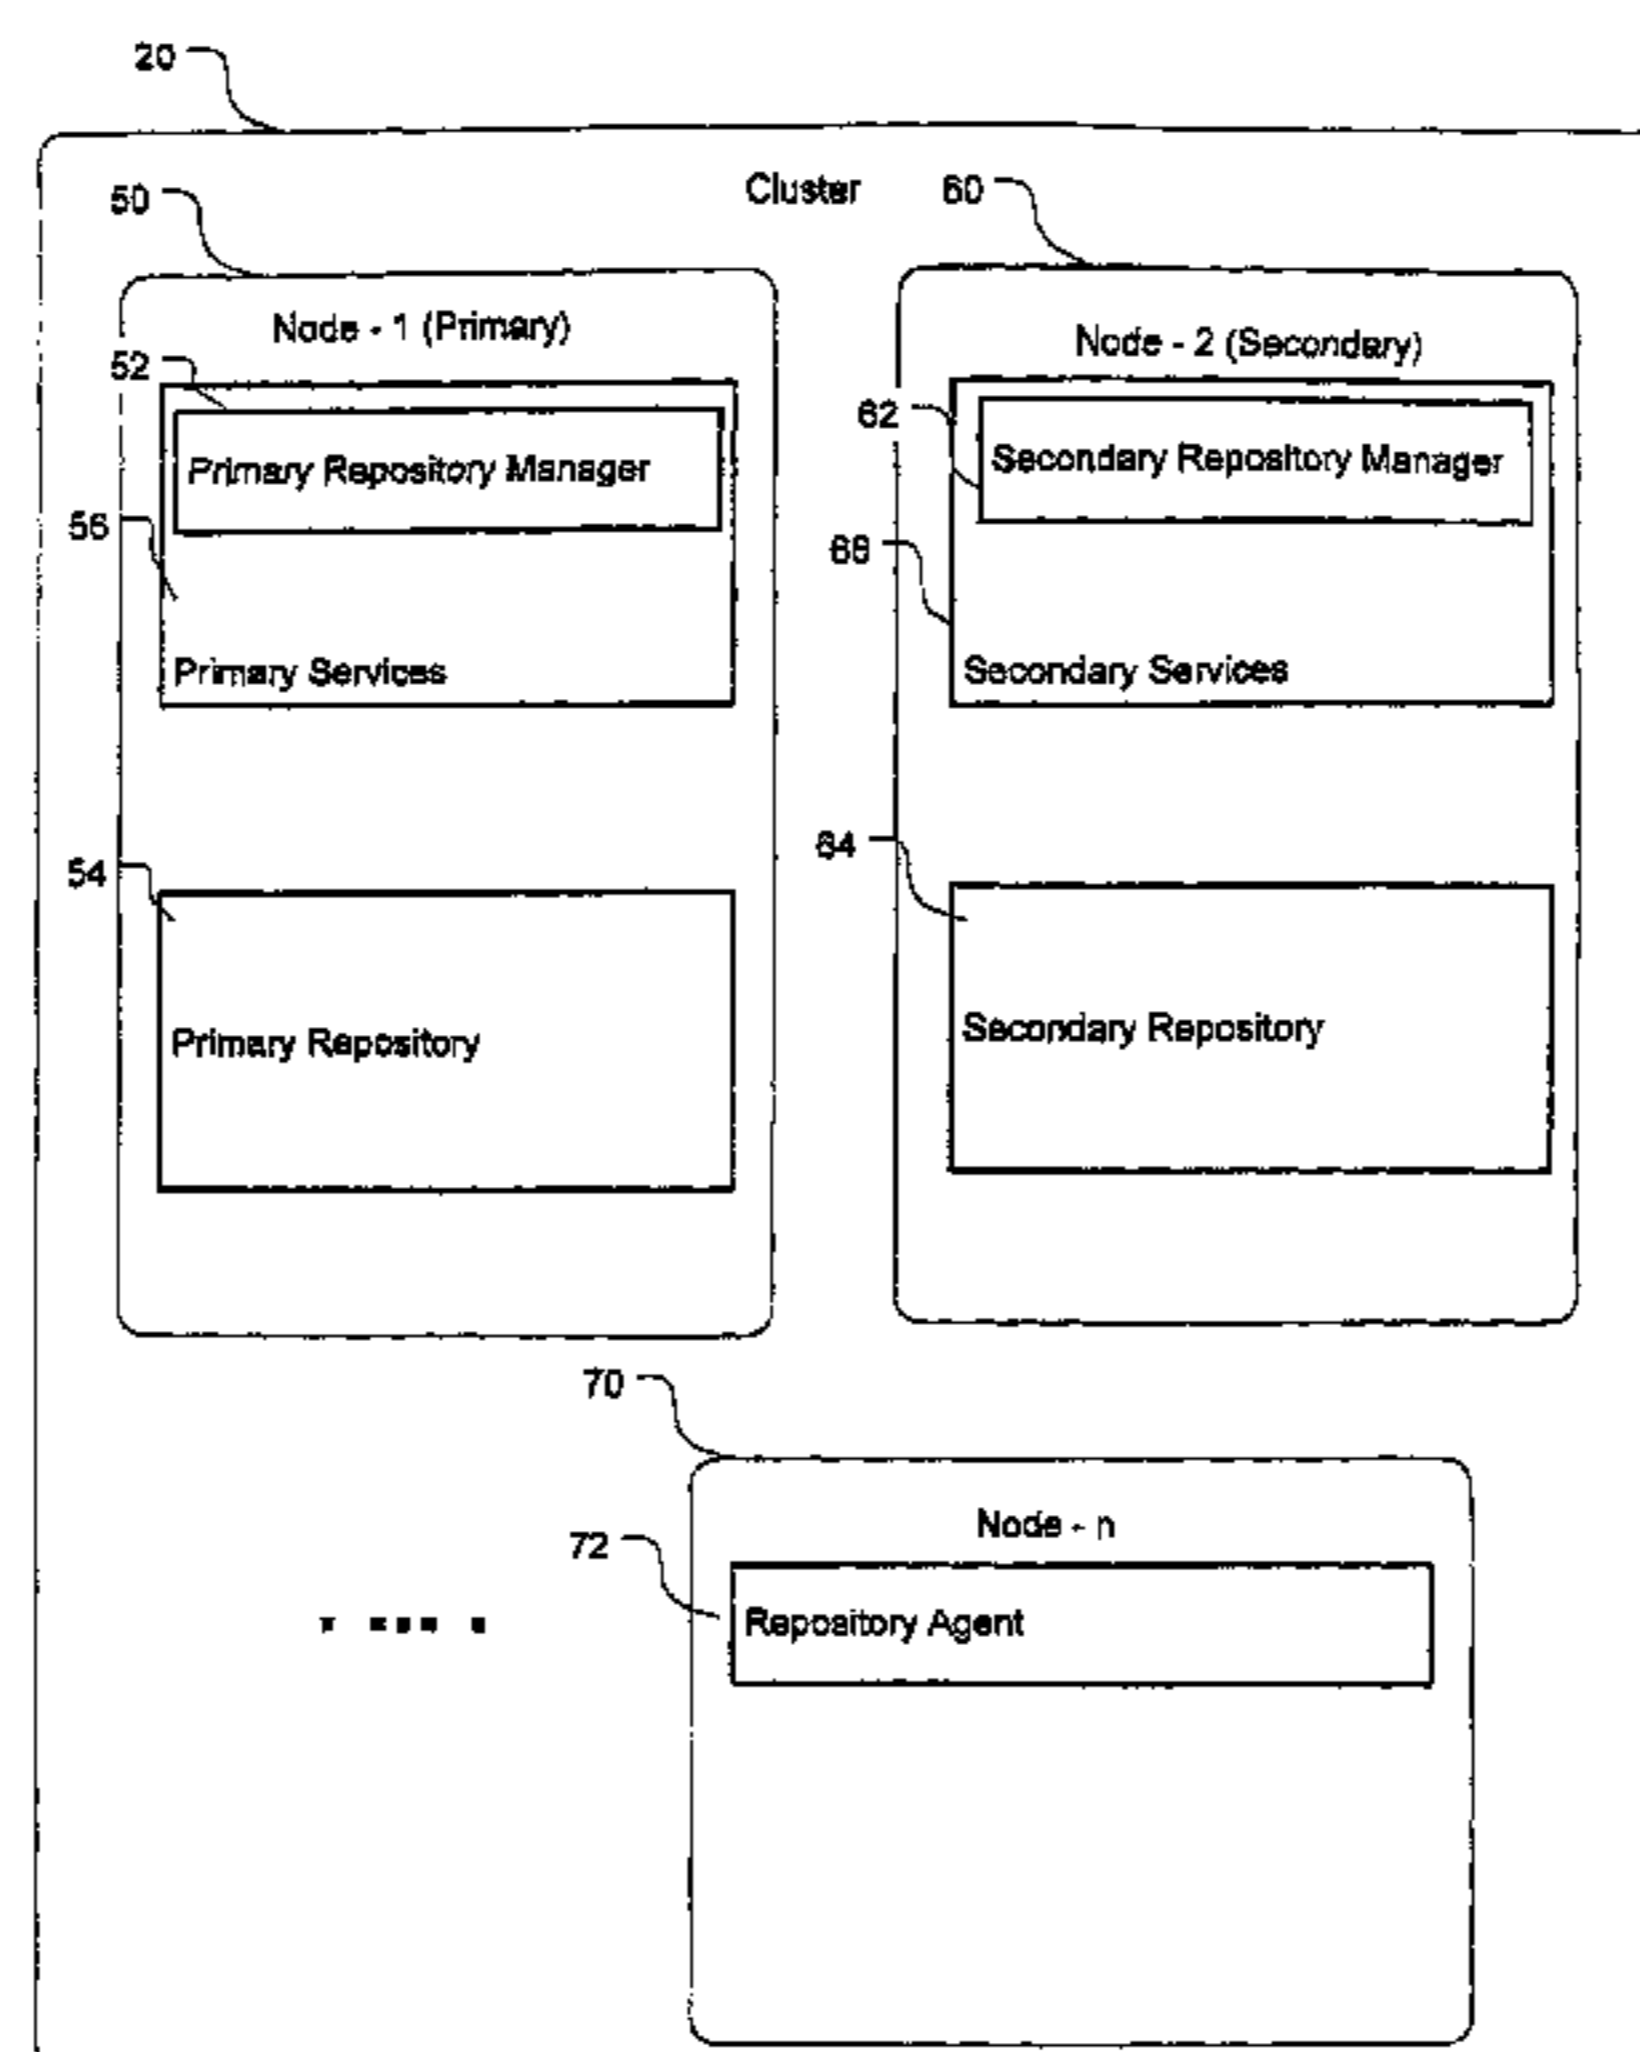 20
Cluster
50
60
Node - 1 (Primary)
Node - 2 (Secondary)
52
62
Primary Repository Manager
Secondary Repository Manager
56
66
Primary Services
Secondary Services
54
64
Primary Repository
Secondary Repository
70
Node - n
72
Repository Agent